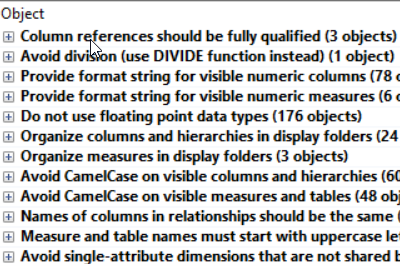 Object
Column references should be fully qualified (3 objects)
Avoid division (use DIVIDE function instead) (1 object)
Provide format string for visible numeric columns (78 o
Provide format string for visible numeric measures (6 o
Do not use floating point data types (176 objects)
Organize columns and hierarchies in display folders (24
Organize measures in display folders (3 objects)
Avoid CamelCase on visible columns and hierarchies (60
Avoid CamelCase on visible measures and tables (48 obj
Names of columns in relationships should be the same (
Measure and table names must start with uppercase let
Avoid single-attribute dimensions that are not shared b